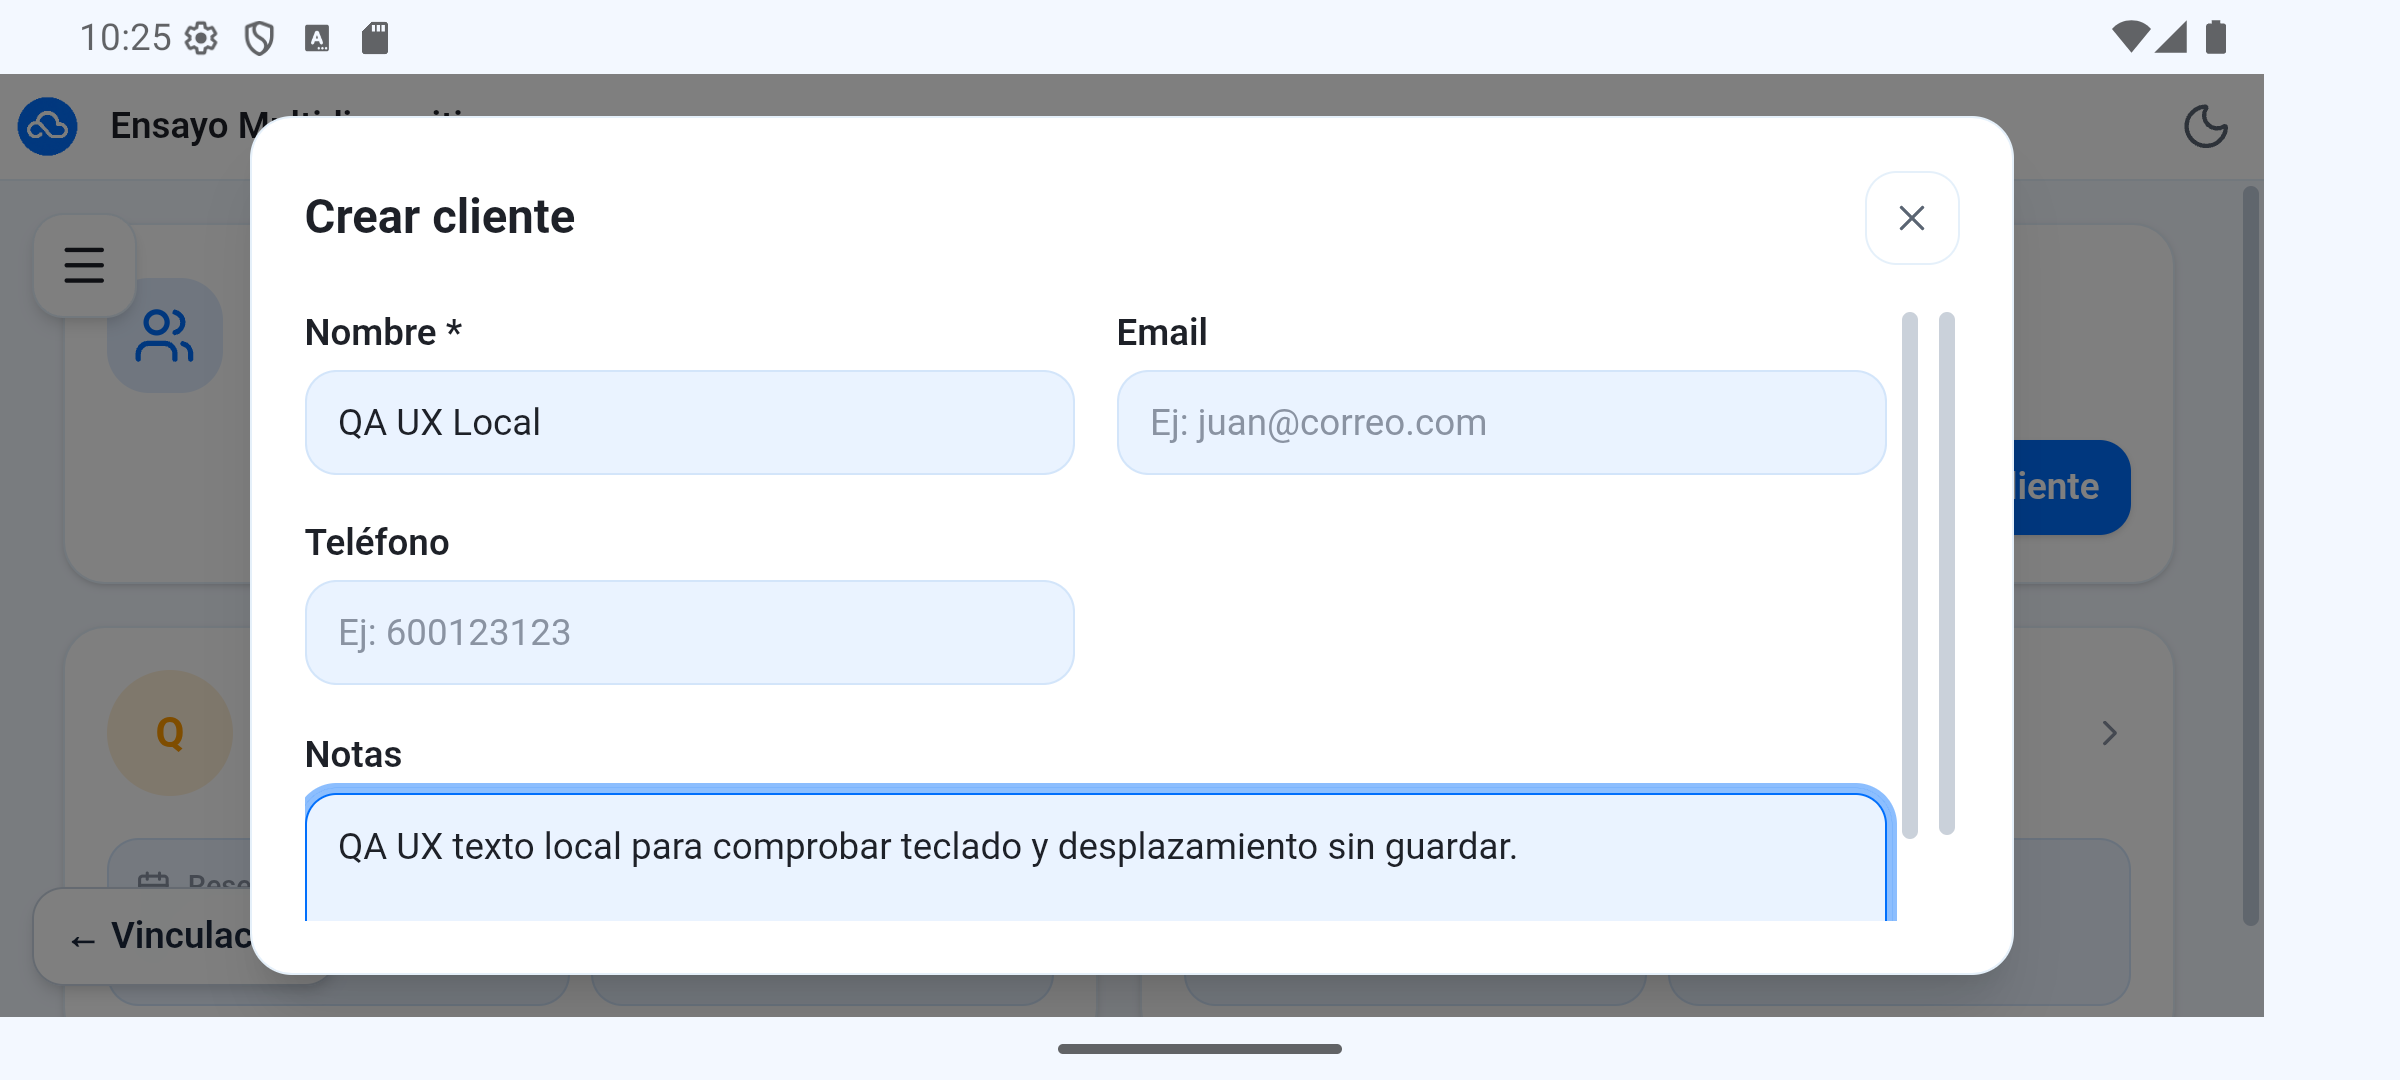 10:25
Ensayo
Crear cliente
Nombre *
Email
QA UX Local
Ej: juan@correo.com
liente
Teléfono
Ej: 600123123
Q
Notas
QA UX texto local para comprobar teclado y desplazamiento sin guardar.
← Vinculac